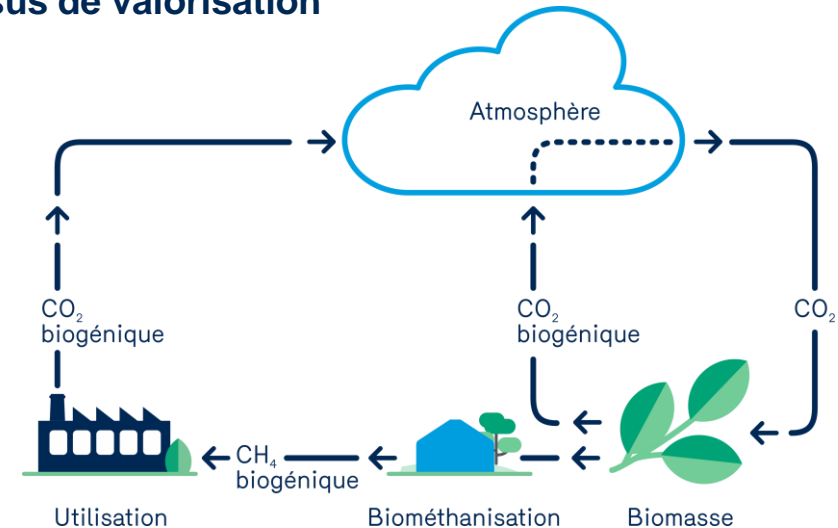 sus de valorisation
Atmosphère
CO₂
biogénique
CO₂
biogénique
CO₂
CH₄
biogénique
Utilisation
Biométhanisation
Biomasse